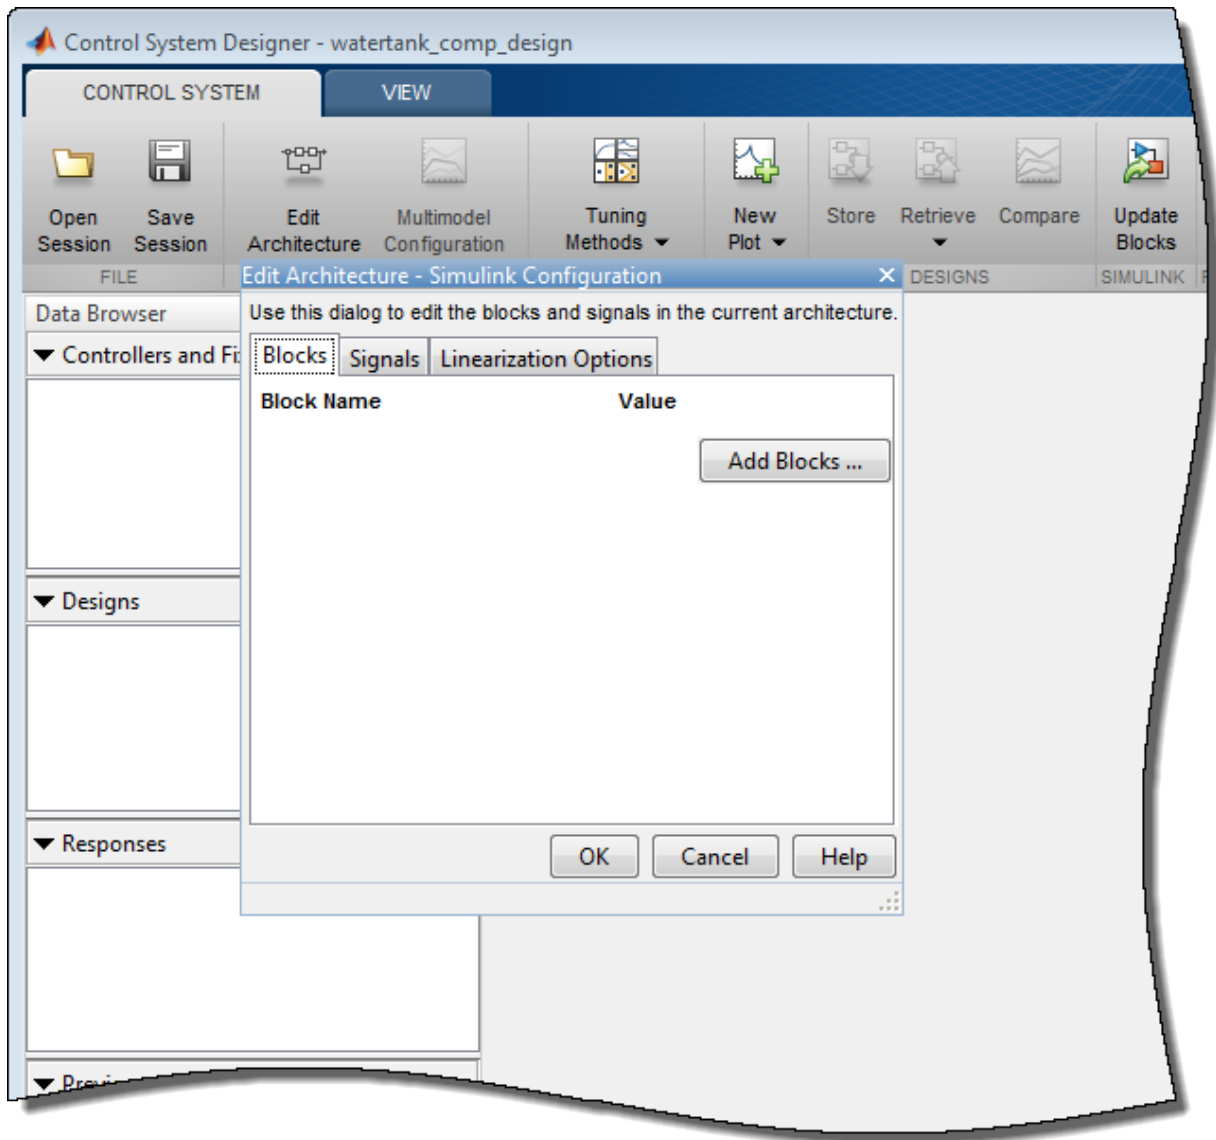 Control System Designer - watertank_comp_design
CONTROL SYSTEM
VIEW
Open
Session
Save
Session
Edit
Architecture
Multimodel
Configuration
Tuning
Methods
New
Plot
Store
Retrieve
Compare
Update
Blocks
FILE
DESIGNS
SIMULINK
Edit Architecture - Simulink Configuration
Use this dialog to edit the blocks and signals in the current architecture.
Blocks
Signals
Linearization Options
Block Name
Value
Add Blocks ...
OK
Cancel
Help
Data Browser
Controllers and Fi
Designs
Responses